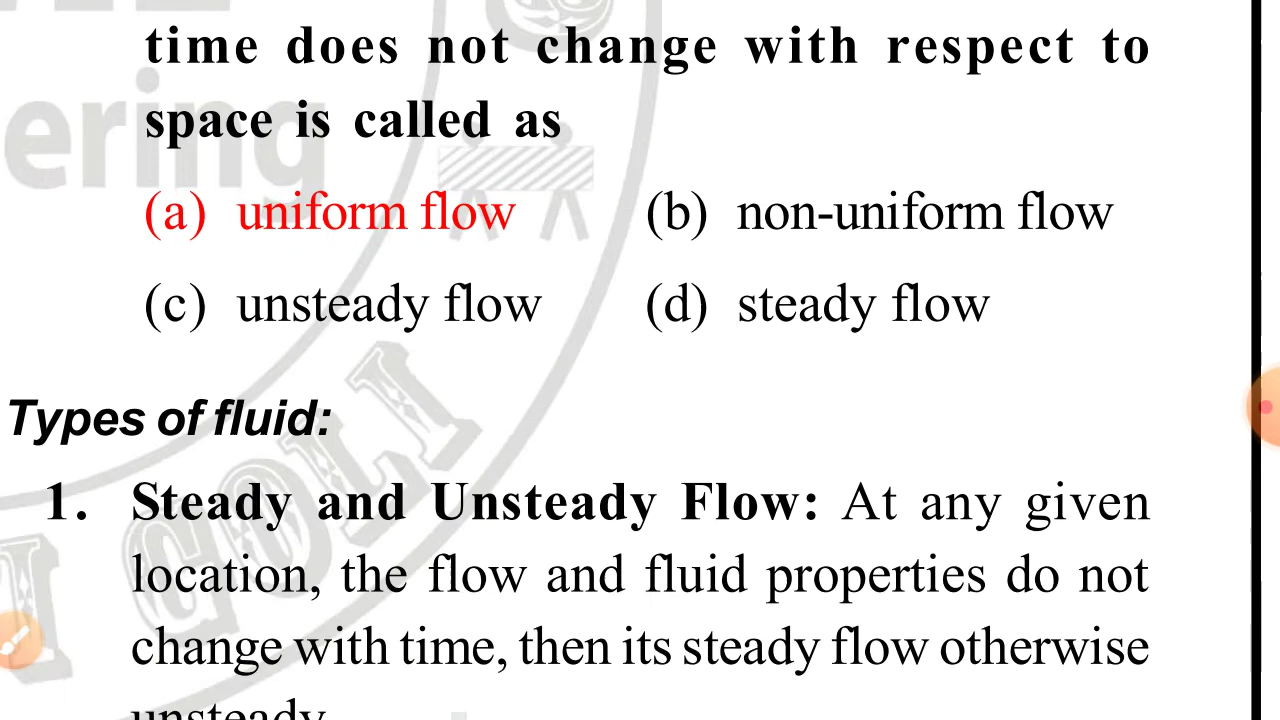 time does not change with respect to
space is called as
(a) uniform flow (b) non-uniform flow
(c) unsteady flow (d) steady flow
Types of fluid:
1. Steady and Unsteady Flow: At any given
location, the flow and fluid properties do not
change with time, then its steady flow otherwise
unsteady
ering